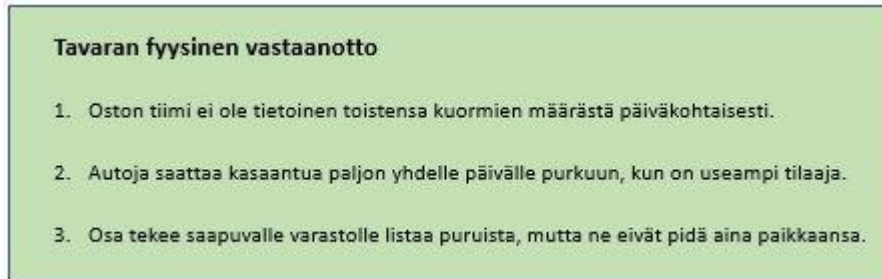 Tavaran fyysinen vastaanotto
1. Oston tiimi ei ole tietoinen toistensa kuormien määrästä päiväkohtaisesti.
2. Autoja saattaa kasaantua paljon yhdelle päivälle purkuun, kun on useampi tilaaja.
3. Osa tekee saapuvalle varastolle listaa puruista, mutta ne eivät pidä aina paikkaansa.